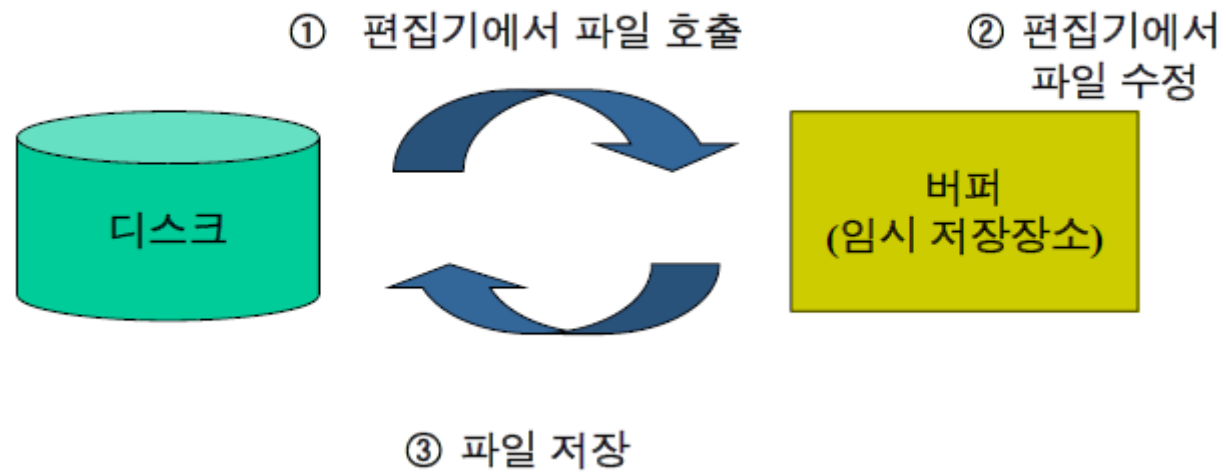 ① 편집기에서 파일 호출
② 편집기에서
파일 수정
디스크
버퍼
(임시 저장장소)
③ 파일 저장